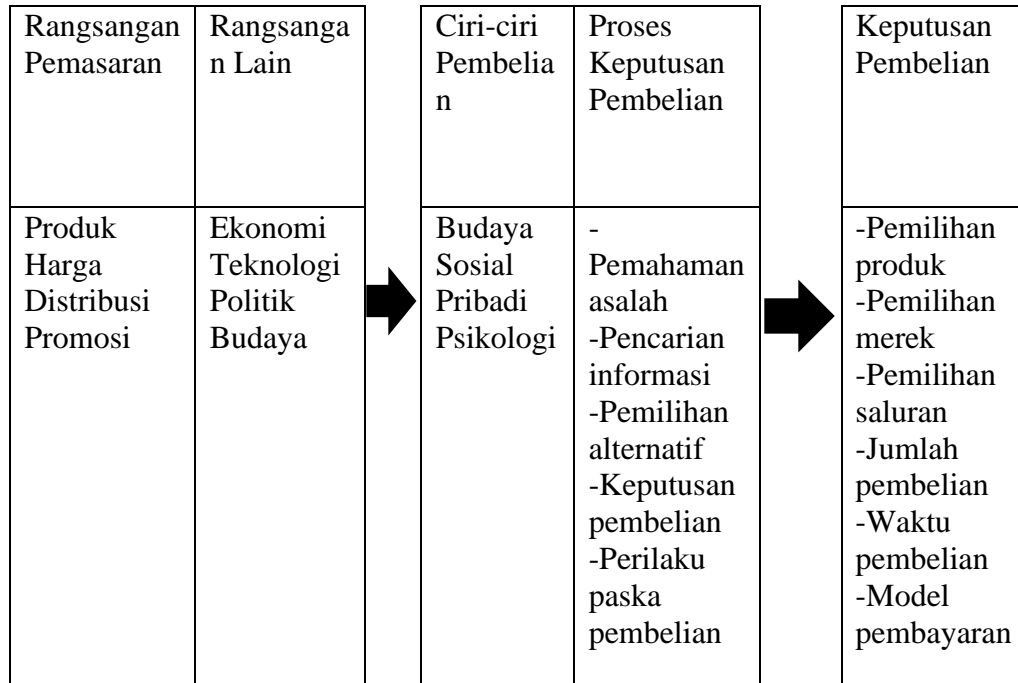 Rangsangan
Pemasaran
Rangsanga
n Lain
Ciri-ciri
Pembelia
n
Proses
Keputusan
Pembelian
Keputusan
Pembelian
Produk
Harga
Distribusi
Promosi
Ekonomi
Teknologi
Politik
Budaya
Budaya
Sosial
Pribadi
Psikologi
-
Pemahaman
asalah
-Pencarian
informasi
-Pemilihan
alternatif
-Keputusan
pembelian
-Perilaku
paska
pembelian
-Pemilihan
produk
-Pemilihan
merek
-Pemilihan
saluran
-Jumlah
pembelian
-Waktu
pembelian
-Model
pembayaran